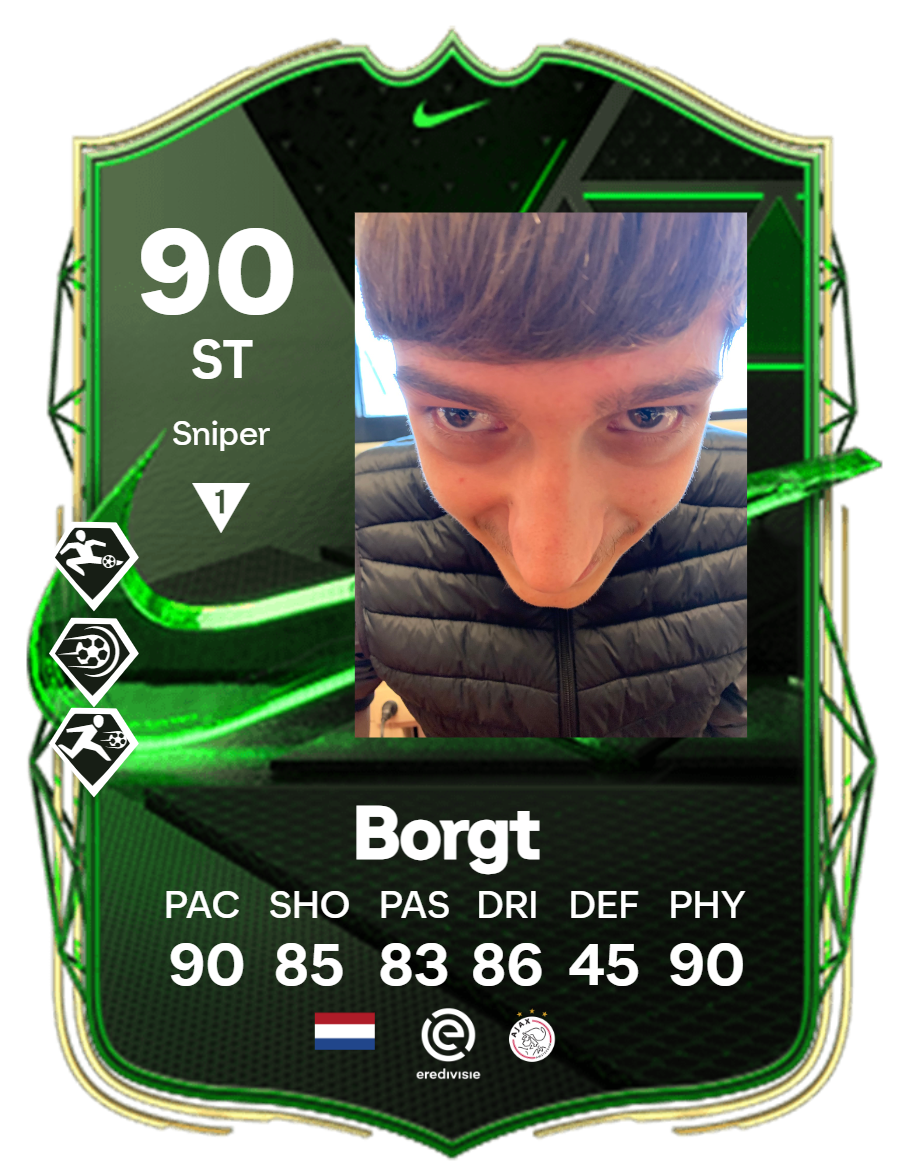 90
ST
Sniper
1
Borgt
PAC SHO PAS DRI DEF PHY
90 85 83 86 45 90
eredivisie
AJAX